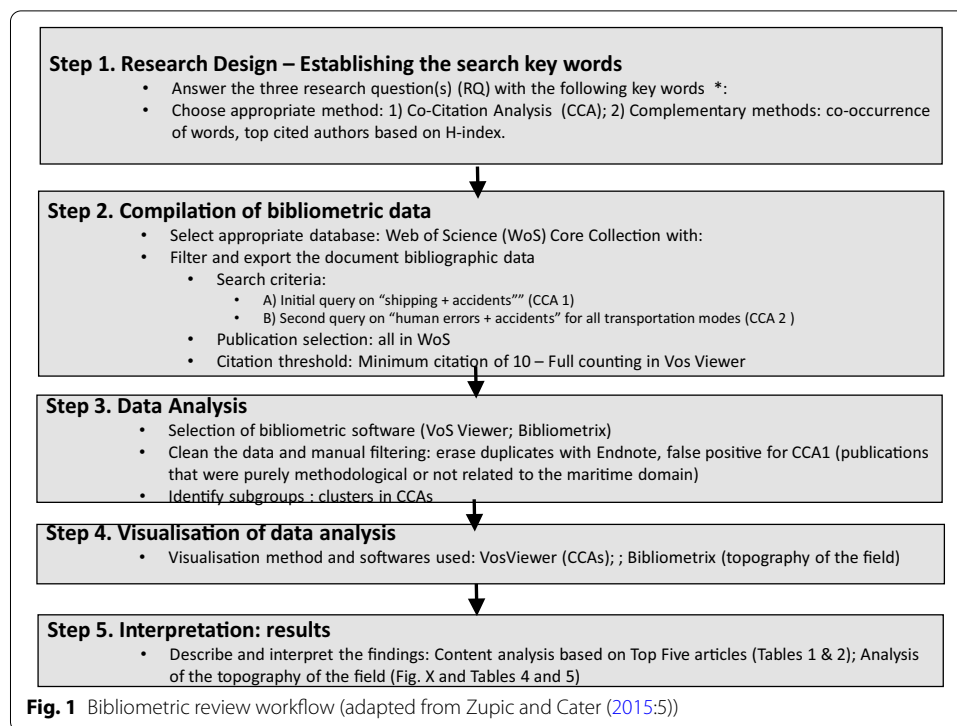 Step 1. Research Design – Establishing the search key words
• Answer the three research question(s) (RQ) with the following key words *:
• Choose appropriate method: 1) Co-Citation Analysis (CCA); 2) Complementary methods: co-occurrence
of words, top cited authors based on H-index.
Step 2. Compilation of bibliometric data
• Select appropriate database: Web of Science (WoS) Core Collection with:
• Filter and export the document bibliographic data
• Search criteria:
• A) Initial query on “shipping + accidents”” (CCA 1)
• B) Second query on “human errors + accidents” for all transportation modes (CCA 2 )
• Publication selection: all in WoS
• Citation threshold: Minimum citation of 10 – Full counting in Vos Viewer
Step 3. Data Analysis
• Selection of bibliometric software (VoS Viewer; Bibliometrix)
• Clean the data and manual filtering: erase duplicates with Endnote, false positive for CCA1 (publications
that were purely methodological or not related to the maritime domain)
• Identify subgroups : clusters in CCAs
Step 4. Visualisation of data analysis
• Visualisation method and softwares used: VosViewer (CCAs); ; Bibliometrix (topography of the field)
Step 5. Interpretation: results
• Describe and interpret the findings: Content analysis based on Top Five articles (Tables 1 & 2); Analysis
of the topography of the field (Fig. X and Tables 4 and 5)
Fig. 1 Bibliometric review workflow (adapted from Zupic and Cater (2015:5))